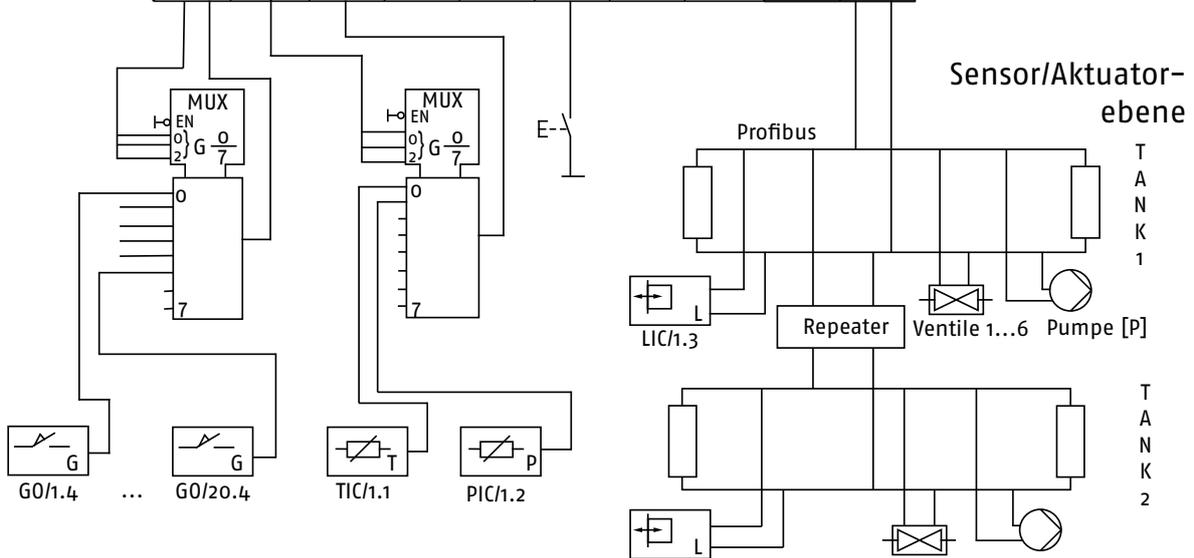 Sensor/Aktuator-
ebene
MUX
EN
0
2
} G 0/7
0
7
MUX
EN
0
2
} G 0/7
0
7
E
Profibus
T
A
N
K
1
L
LIC/1.3
Repeater
Ventile 1...6
Pumpe [P]
G
GO/1.4
...
G
GO/20.4
T
TIC/1.1
P
PIC/1.2
T
A
N
K
2
L